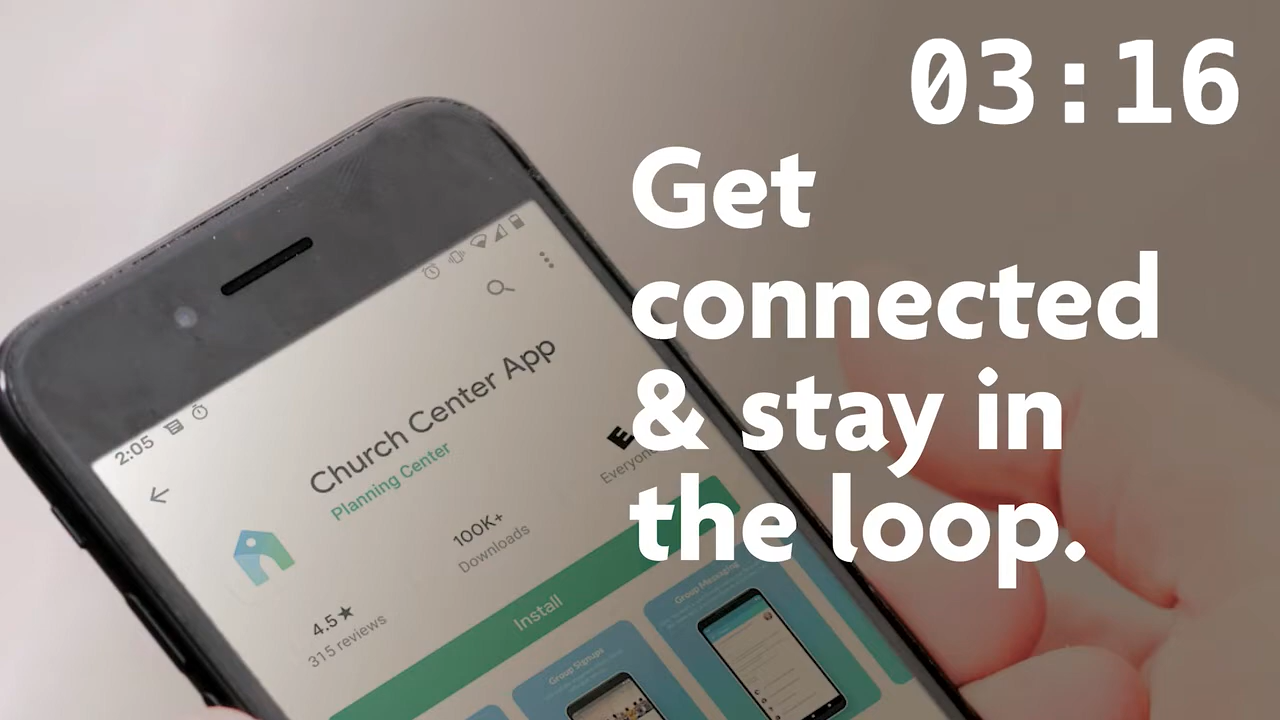 03:16
Get
connected
& stay in
the loop.
2:05
Church Center App
Planning Center
4.5★
315 reviews
100K+
Downloads
E
Everyone
Install
Group Signups
Group Messaging